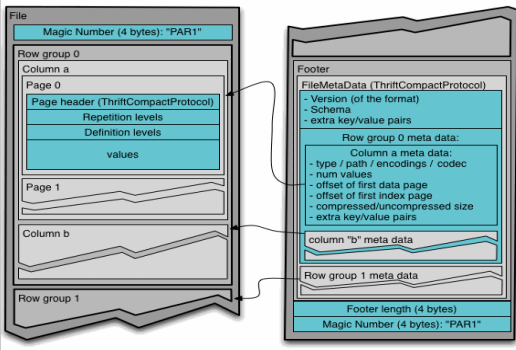 File
Magic Number (4 bytes): "PAR1"
Row group 0
Column a
Page 0
Page header (ThriftCompactProtocol)
Repetition levels
Definition levels
values
Page 1
Column b
Row group 1
Footer
FileMetaData (ThriftCompactProtocol)
- Version (of the format)
- Schema
- extra key/value pairs
Row group 0 meta data:
Column a meta data:
- type / path / encodings / codec
- num values
- offset of first data page
- offset of first index page
- compressed/uncompressed size
- extra key/value pairs
column "b" meta data
Row group 1 meta data
Footer length (4 bytes)
Magic Number (4 bytes): "PAR1"